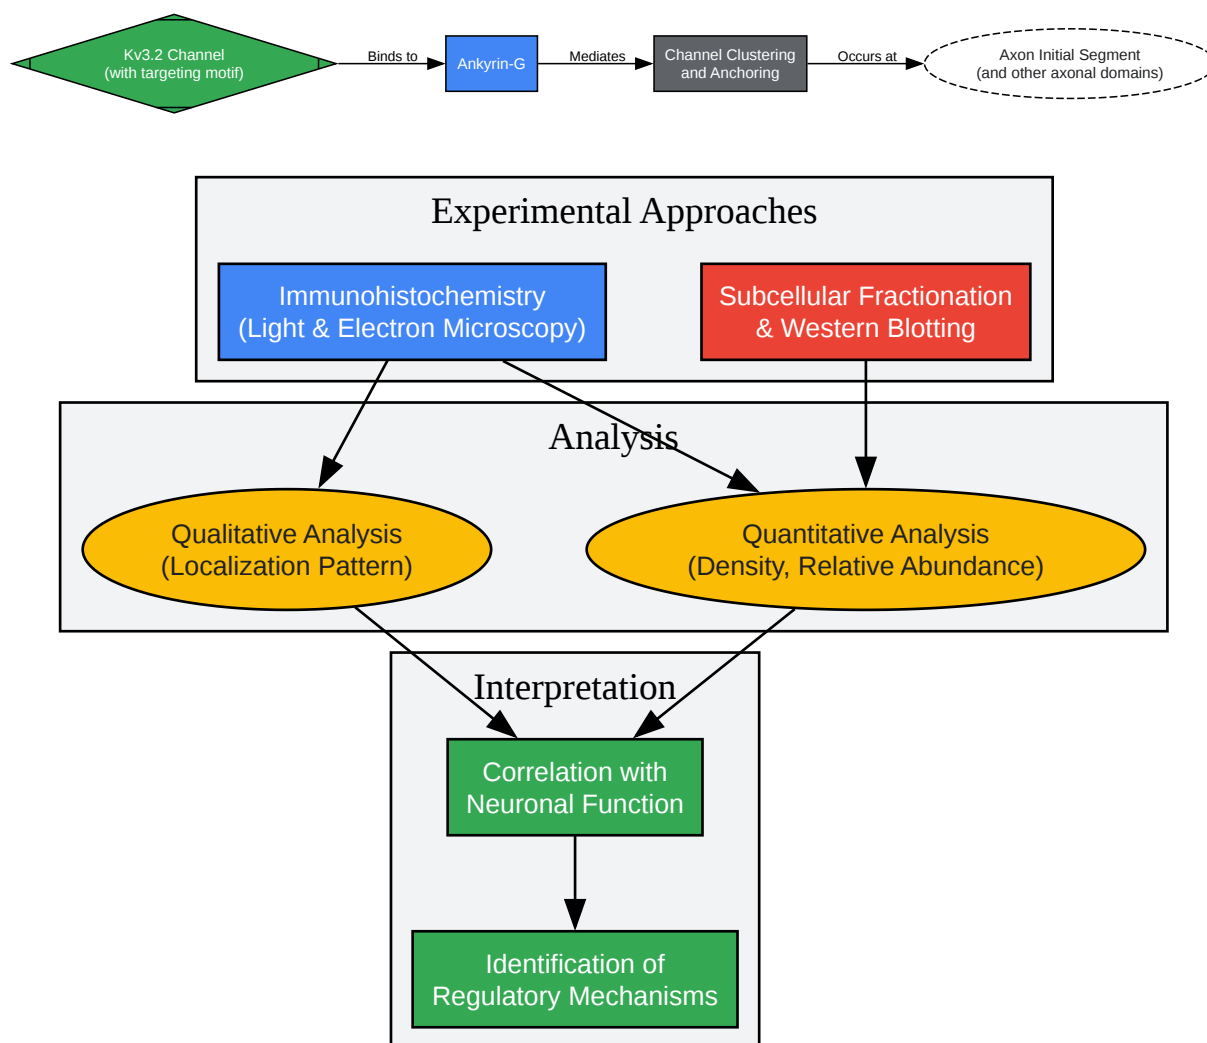 Kv3.2 Channel
(with targeting motif)
Binds to
Ankyrin-G
Mediates
Channel Clustering
and Anchoring
Occurs at
Axon Initial Segment
(and other axonal domains)
Experimental Approaches
Immunohistochemistry
(Light & Electron Microscopy)
Subcellular Fractionation
& Western Blotting
Analysis
Qualitative Analysis
(Localization Pattern)
Quantitative Analysis
(Density, Relative Abundance)
Interpretation
Correlation with
Neuronal Function
Identification of
Regulatory Mechanisms